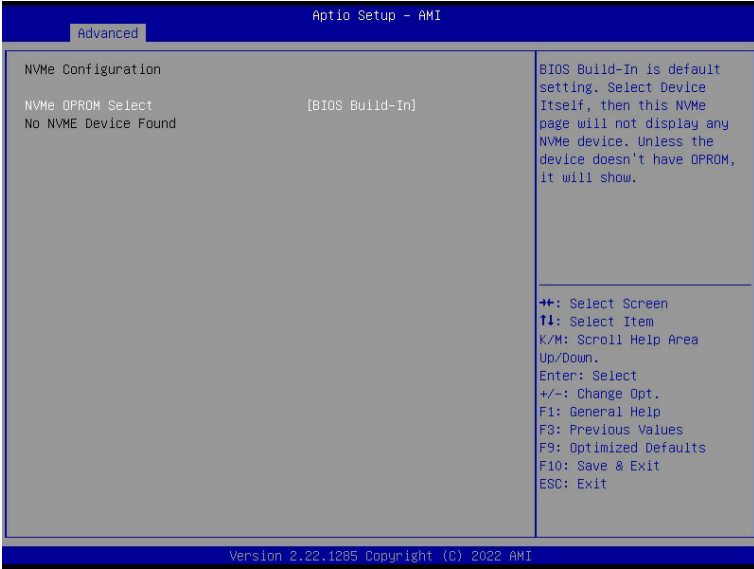 Aptio Setup - AMI
Advanced
NVMe Configuration
NVMe OPROM Select [BIOS Build-In]
No NVME Device Found
BIOS Build-In is default
setting. Select Device
Itself, then this NVMe
page will not display any
NVMe device. Unless the
device doesn't have OPROM,
it will show.
→←: Select Screen
↑↓: Select Item
K/M: Scroll Help Area
Up/Down.
Enter: Select
+/-: Change Opt.
F1: General Help
F3: Previous Values
F9: Optimized Defaults
F10: Save & Exit
ESC: Exit
Version 2.22.1285 Copyright (C) 2022 AMI